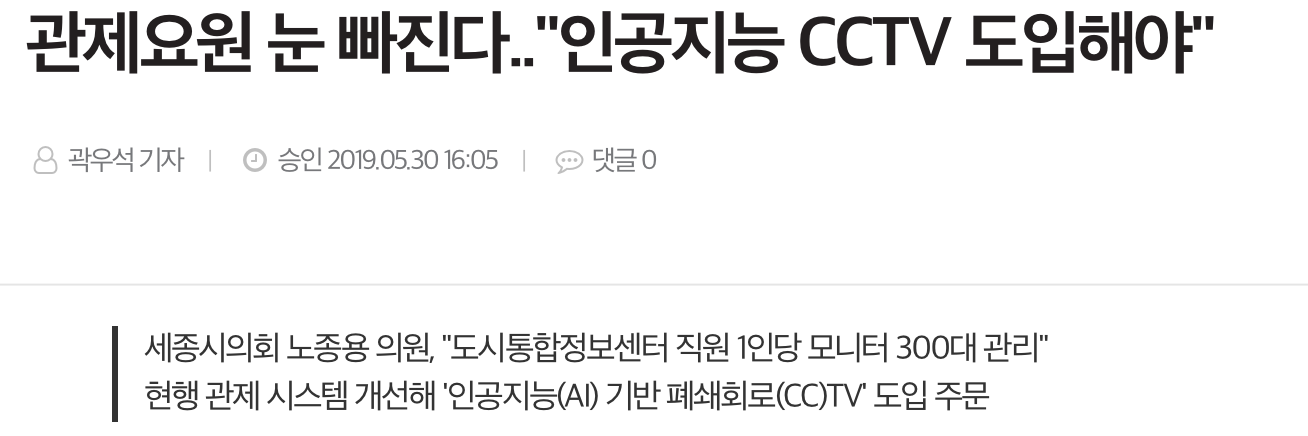 관제요원 눈 빠진다.."인공지능 CCTV 도입해야"
곽우석 기자 | 승인 2019.05.30 16:05 | 댓글 0
세종시의회 노종용 의원, "도시통합정보센터 직원 1인당 모니터 300대 관리"
현행 관제 시스템 개선해 '인공지능(AI) 기반 폐쇄회로(CC)TV' 도입 주문